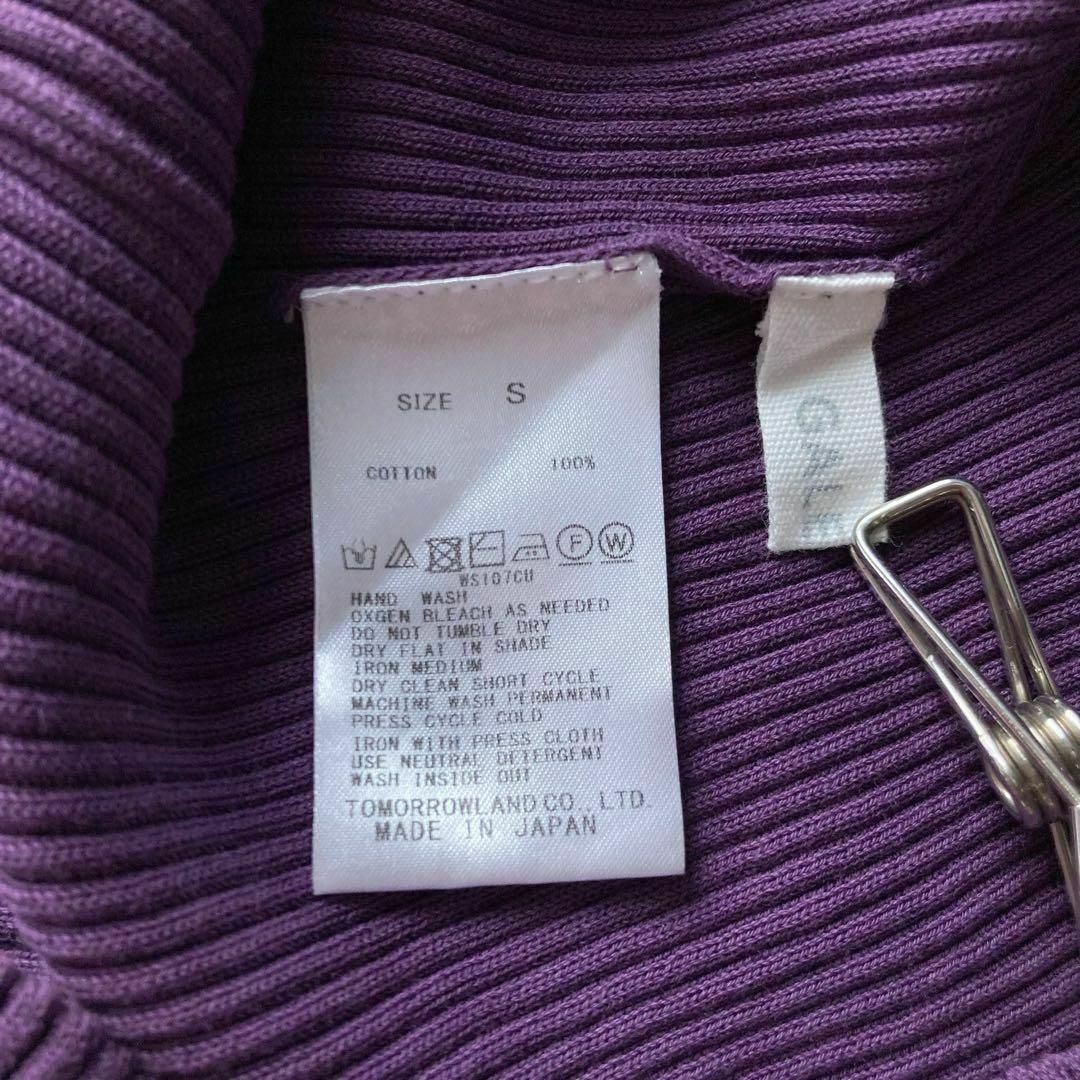 SIZE S
COTTON 100%
F W
WS107CU
HAND WASH
OXGEN BLEACH AS NEEDED
DO NOT TUMBLE DRY
DRY FLAT IN SHADE
IRON MEDIUM
DRY CLEAN SHORT CYCLE
MACHINE WASH PERMANENT
PRESS CYCLE COLD
IRON WITH PRESS CLOTH
USE NEUTRAL DETERGENT
WASH INSIDE OUT
TOMORROWLAND CO., LTD.
MADE IN JAPAN